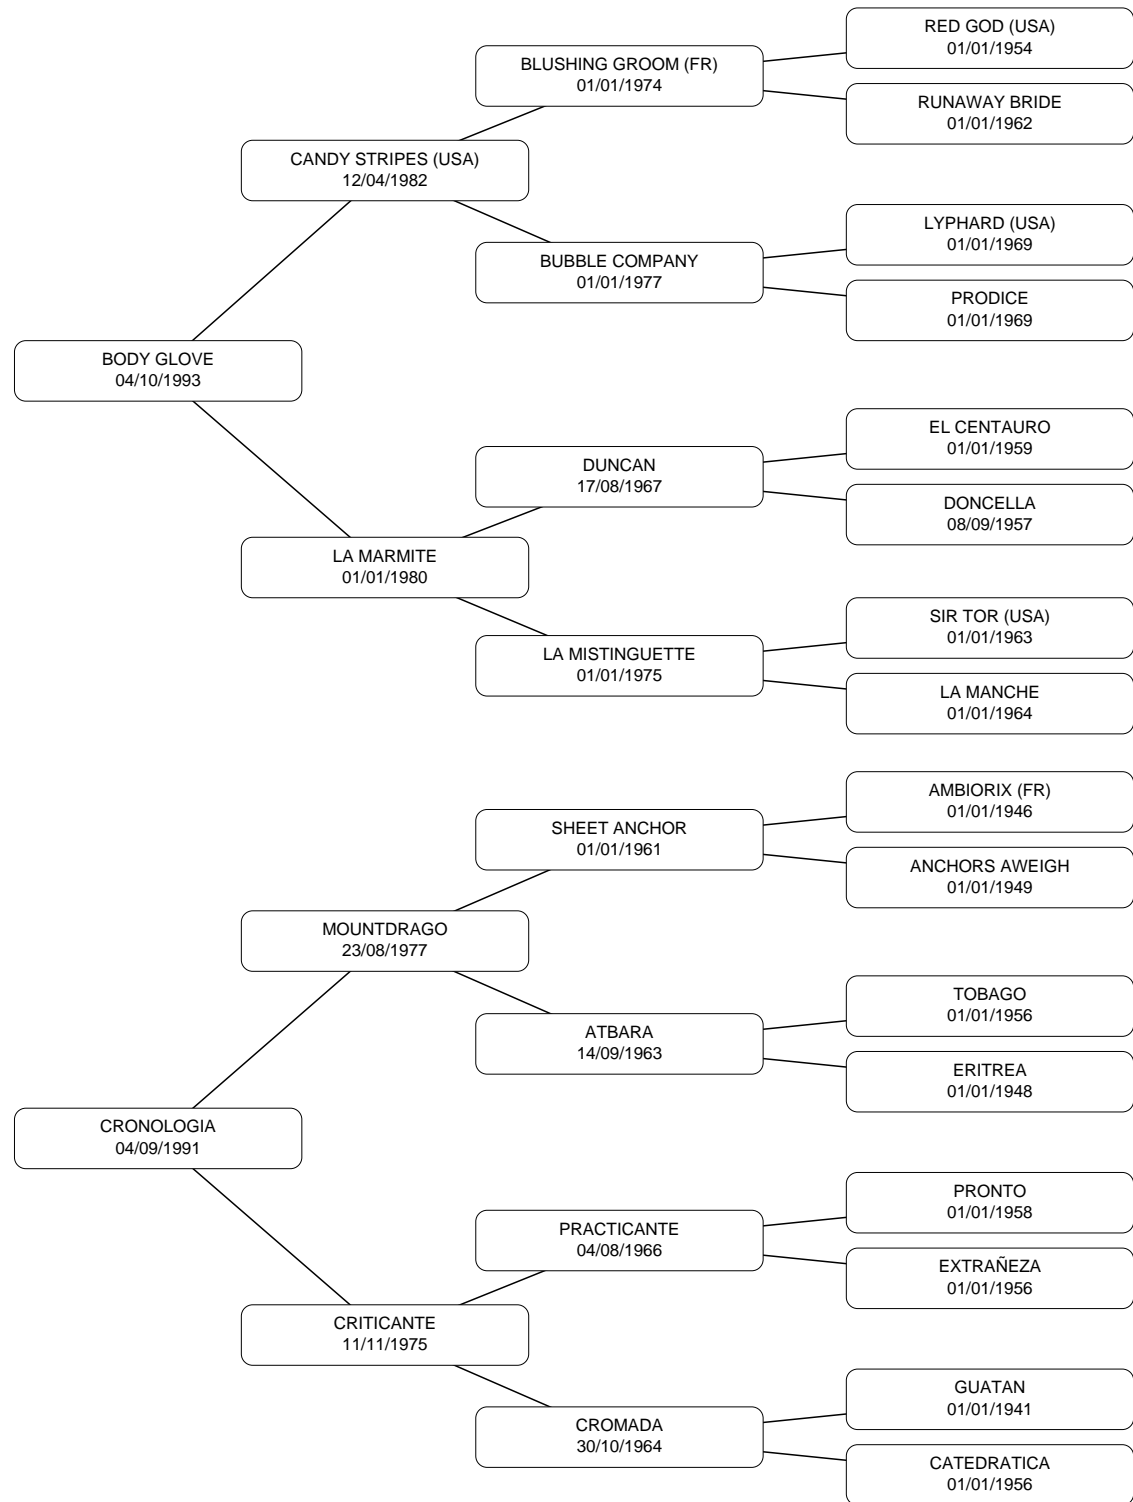 RED GOD (USA)
01/01/1954
BLUSHING GROOM (FR)
01/01/1974
RUNAWAY BRIDE
01/01/1962
CANDY STRIPES (USA)
12/04/1982
LYPHARD (USA)
01/01/1969
BUBBLE COMPANY
01/01/1977
PRODICE
01/01/1969
BODY GLOVE
04/10/1993
EL CENTAURO
01/01/1959
DUNCAN
17/08/1967
DONCELLA
08/09/1957
LA MARMITE
01/01/1980
SIR TOR (USA)
01/01/1963
LA MISTINGUETTE
01/01/1975
LA MANCHE
01/01/1964
AMBIORIX (FR)
01/01/1946
SHEET ANCHOR
01/01/1961
ANCHORS AWEIGH
01/01/1949
MOUNTDRAGO
23/08/1977
TOBAGO
01/01/1956
ATBARA
14/09/1963
ERITREA
01/01/1948
CRONOLOGIA
04/09/1991
PRONTO
01/01/1958
PRACTICANTE
04/08/1966
EXTRAÑEZA
01/01/1956
CRITICANTE
11/11/1975
GUATAN
01/01/1941
CROMADA
30/10/1964
CATEDRATICA
01/01/1956